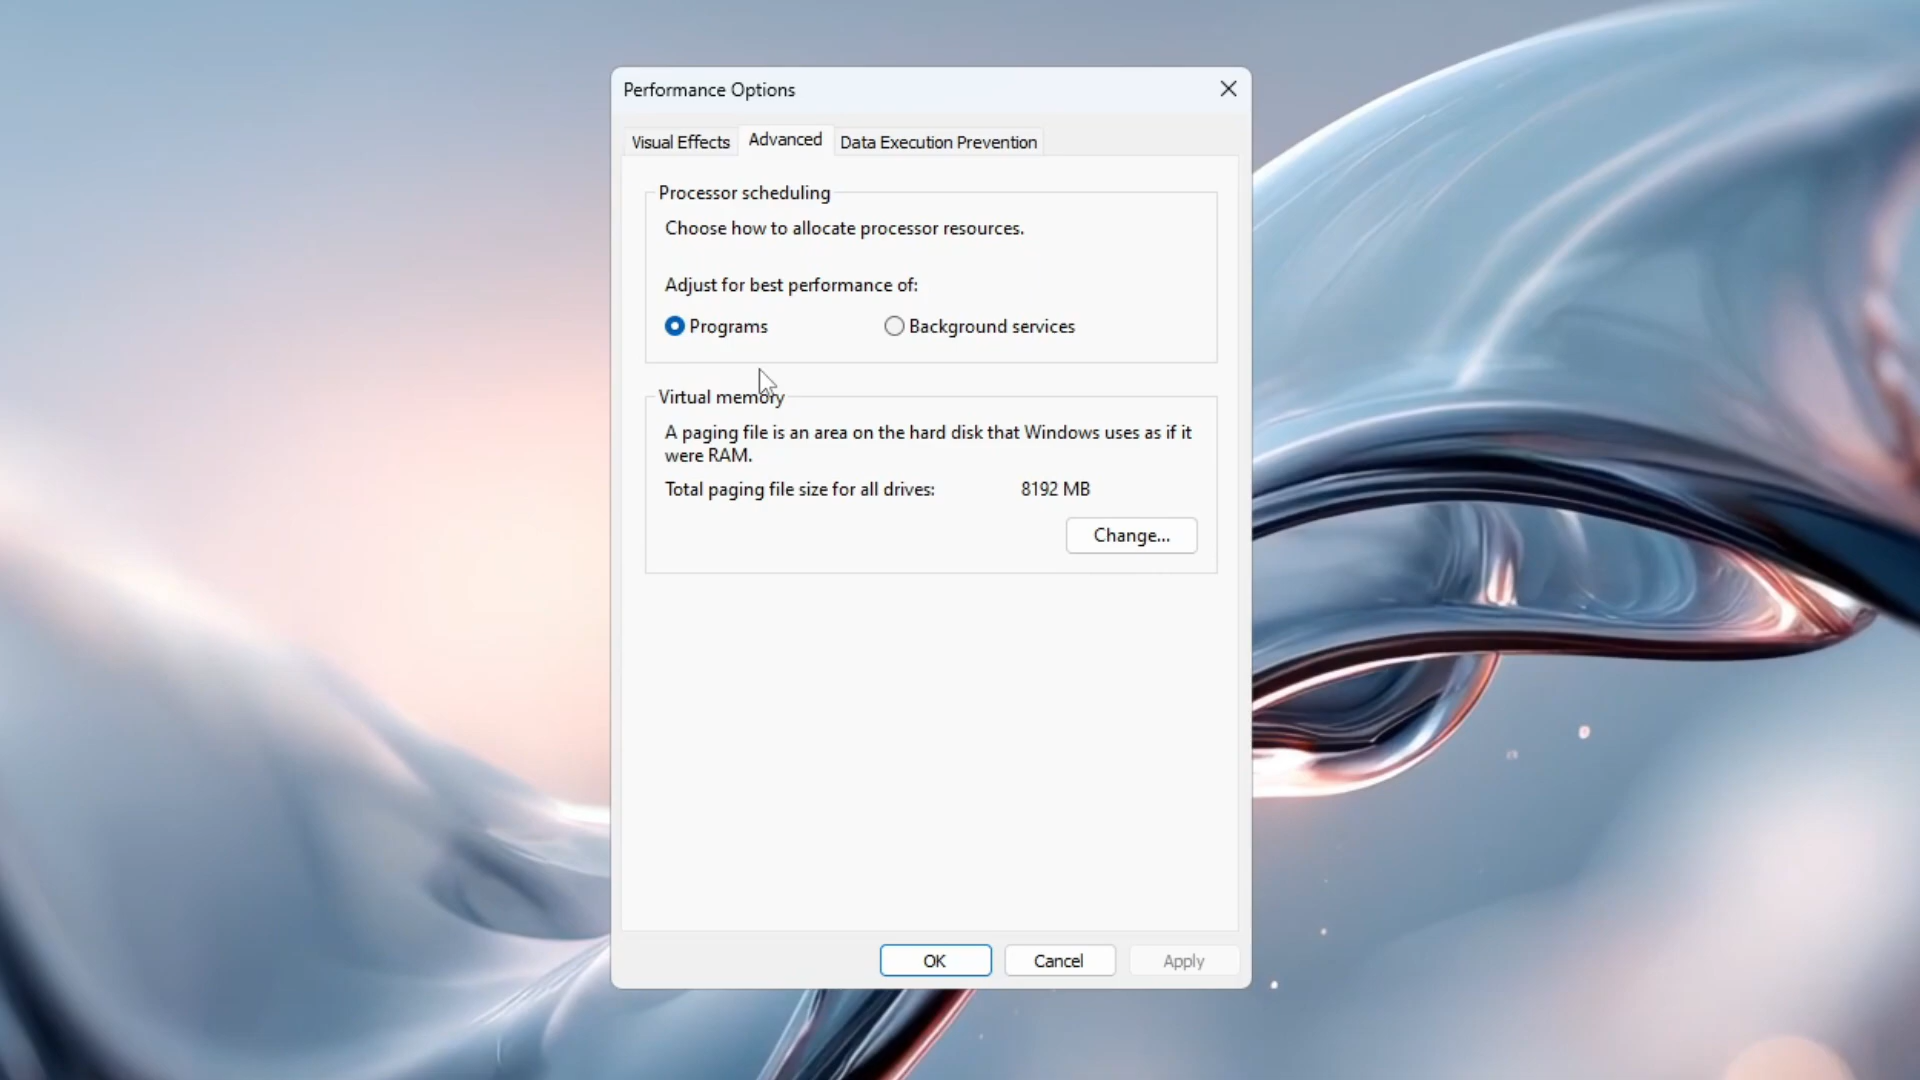 Performance Options
Visual Effects
Advanced
Data Execution Prevention
Processor scheduling
Choose how to allocate processor resources.
Adjust for best performance of:
Programs
Background services
Virtual memory
A paging file is an area on the hard disk that Windows uses as if it
were RAM.
Total paging file size for all drives: 8192 MB
Change...
OK
Cancel
Apply